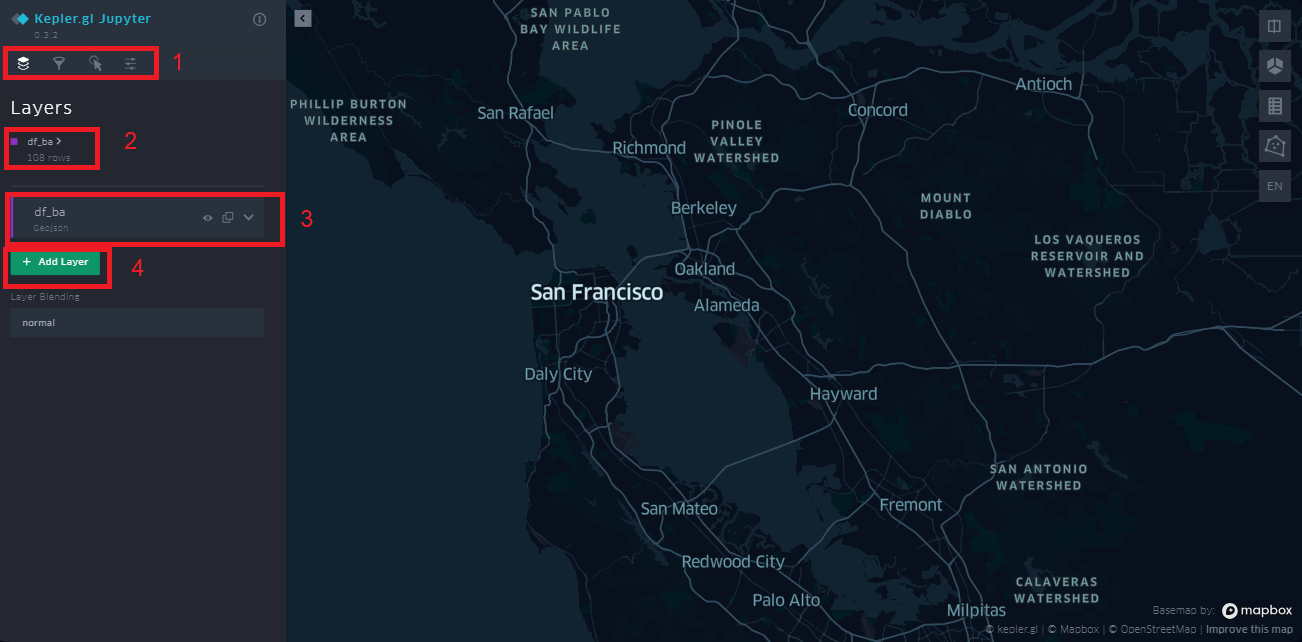 Kepler.gl Jupyter
0.3.2
1
Layers
df_ba
108 rows
2
df_ba
Geojson
3
+ Add Layer
4
Layer Blending
normal
SAN PABLO
BAY WILDLIFE
AREA
PHILLIP BURTON
WILDERNESS
AREA
San Rafael
Antioch
Concord
PINOLE
VALLEY
WATERSHED
Richmond
MOUNT
DIABLO
Berkeley
LOS VAQUEROS
RESERVOIR AND
WATERSHED
Oakland
San Francisco
Alameda
Daly City
Hayward
SAN ANTONIO
WATERSHED
San Mateo
Fremont
Redwood City
CALAVERAS
WATERSHED
Palo Alto
Milpitas
EN
Basemap by: mapbox
© kepler.gl | © Mapbox | © OpenStreetMap | Improve this map